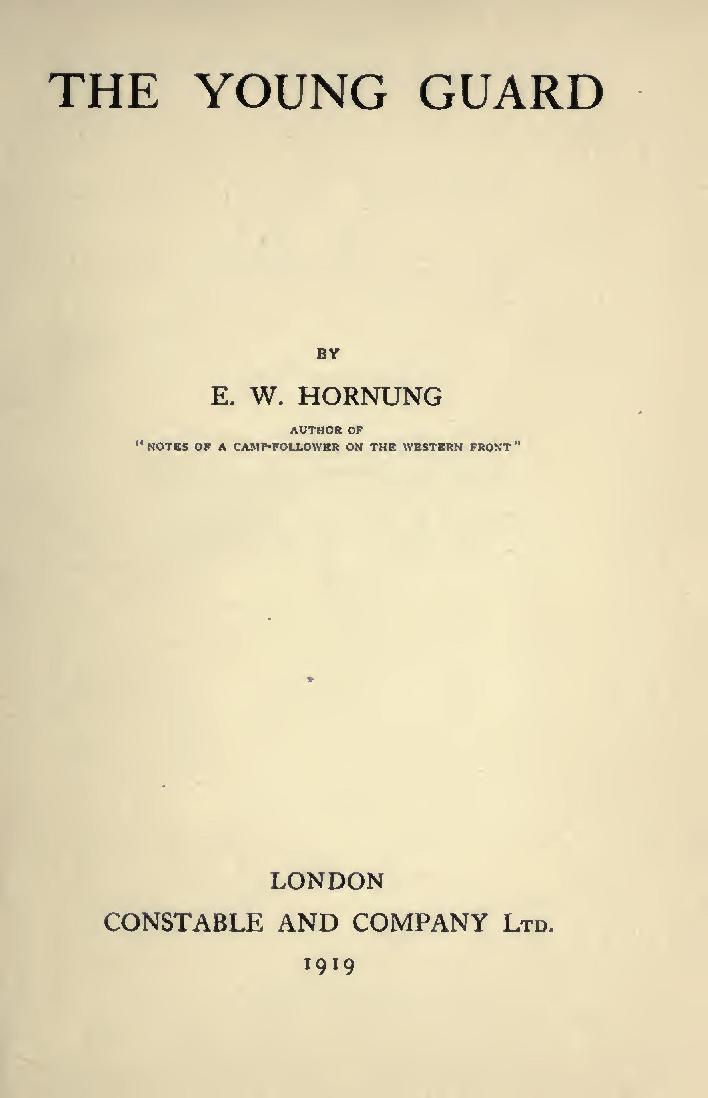 THE YOUNG GUARD
BY
E. W. HORNUNG
AUTHOR OF
"NOTES OF A CAMP-FOLLOWER ON THE WESTERN FRONT"
LONDON
CONSTABLE AND COMPANY LTD.
1919